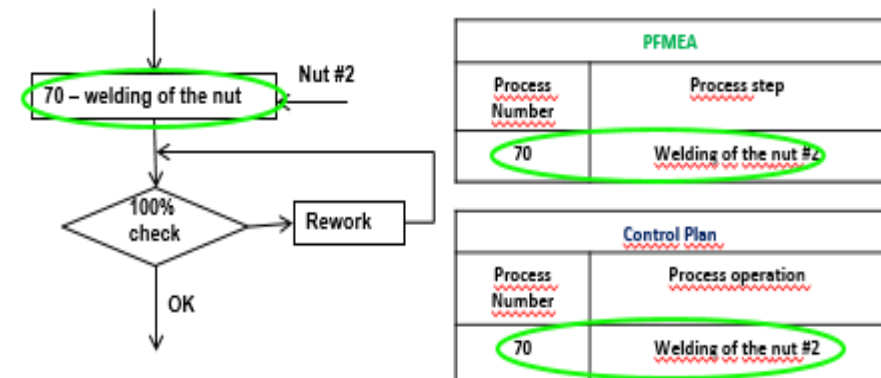 Nut #2
70 – welding of the nut
100%
check
Rework
OK
PFMEA
Process
Number
Process step
70
Welding of the nut #2
Control Plan
Process
Number
Process operation
70
Welding of the nut #2